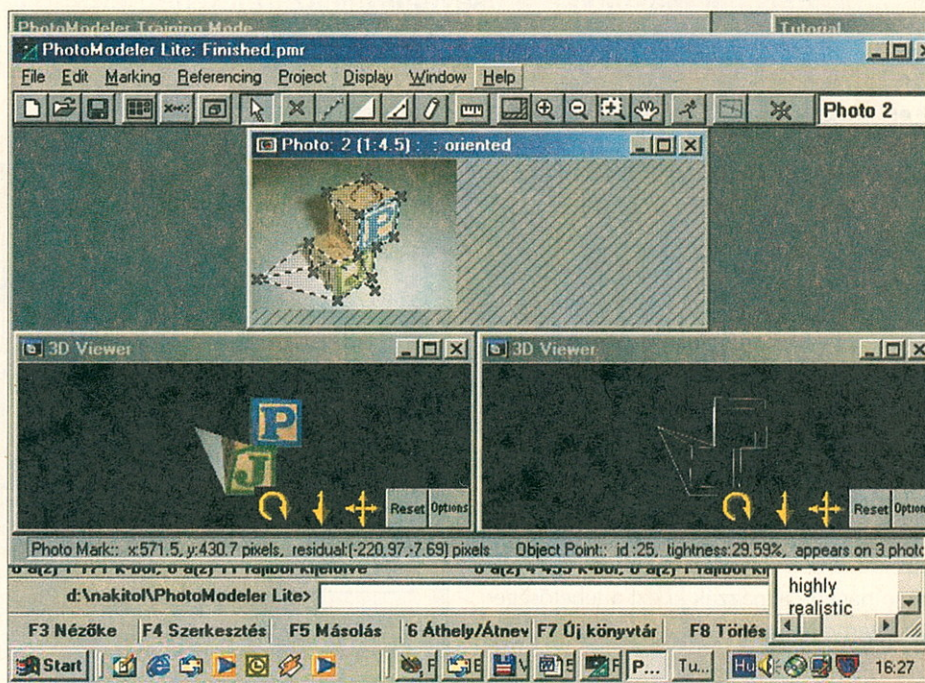 PhotoModeler Training Mode
Tutorial
PhotoModeler Lite: Finished.pmr
File Edit Marking Referencing Project Display Window Help
Photo 2
Photo: 2 (1:4.5) : : oriented
P
P
3D Viewer
3D Viewer
P
J
Reset Options
Reset Options
Photo Mark:: x:571.5, y:430.7 pixels, residual:(-220.97,-7.69) pixels Object Point:: id :25, tightness:29.59%, appears on 3 photo
highly
d:\nakitol\PhotoModeler Lite>
realistic
F3 Nézőke F4 Szerkesztés F5 Másolás 6 Áthely/Átnev F7 Új könyvtár F8 Törlés
Start P... Tu... Hu 16:27